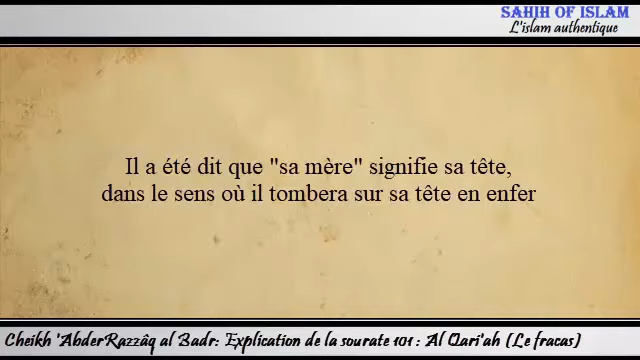 SAHIH OF ISLAM
L'islam authentique
Il a été dit que "sa mère" signifie sa tête,
dans le sens où il tombera sur sa tête en enfer
Cheikh 'AbderRazzâq al Badr: Explication de la sourate 101 : Al Qari'ah (Le fracas)